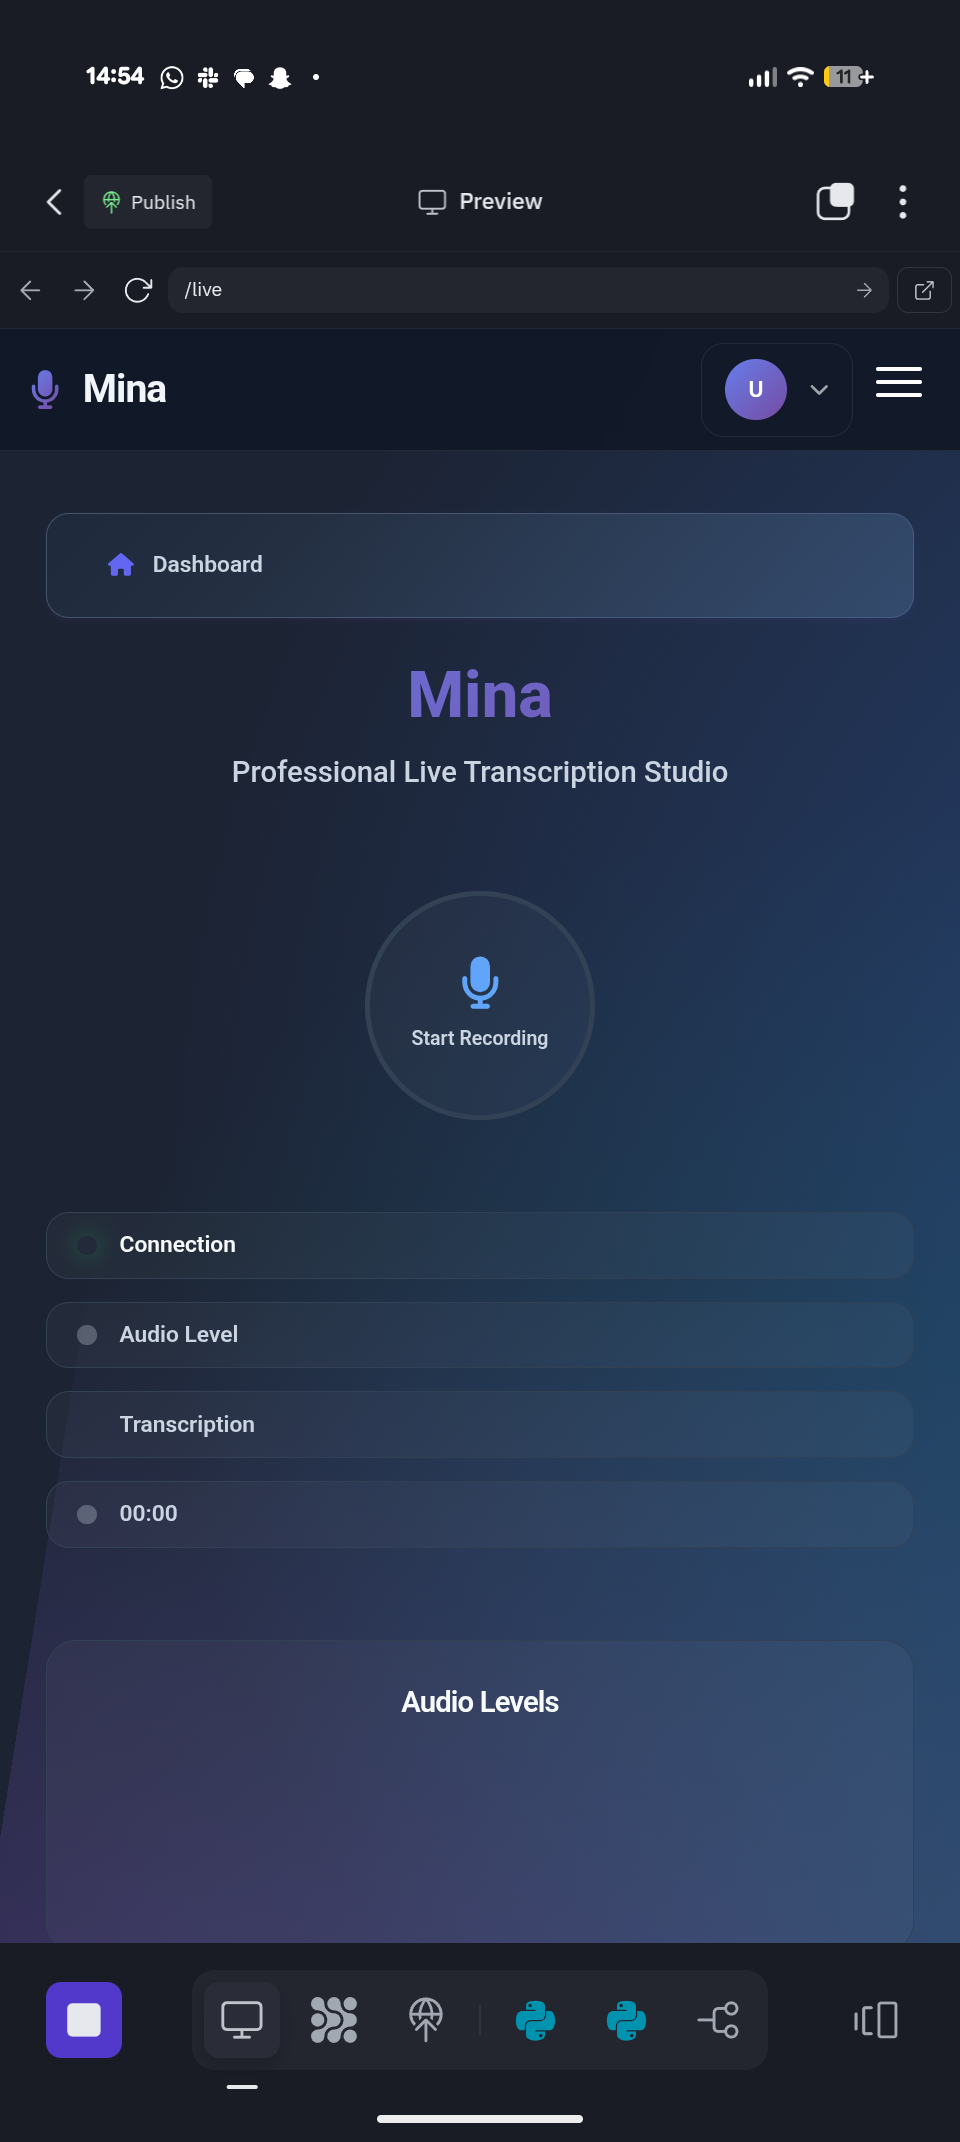 14:54
11
Publish
Preview
/live
Mina
U
Dashboard
Mina
Professional Live Transcription Studio
Start Recording
Connection
Audio Level
Transcription
00:00
Audio Levels